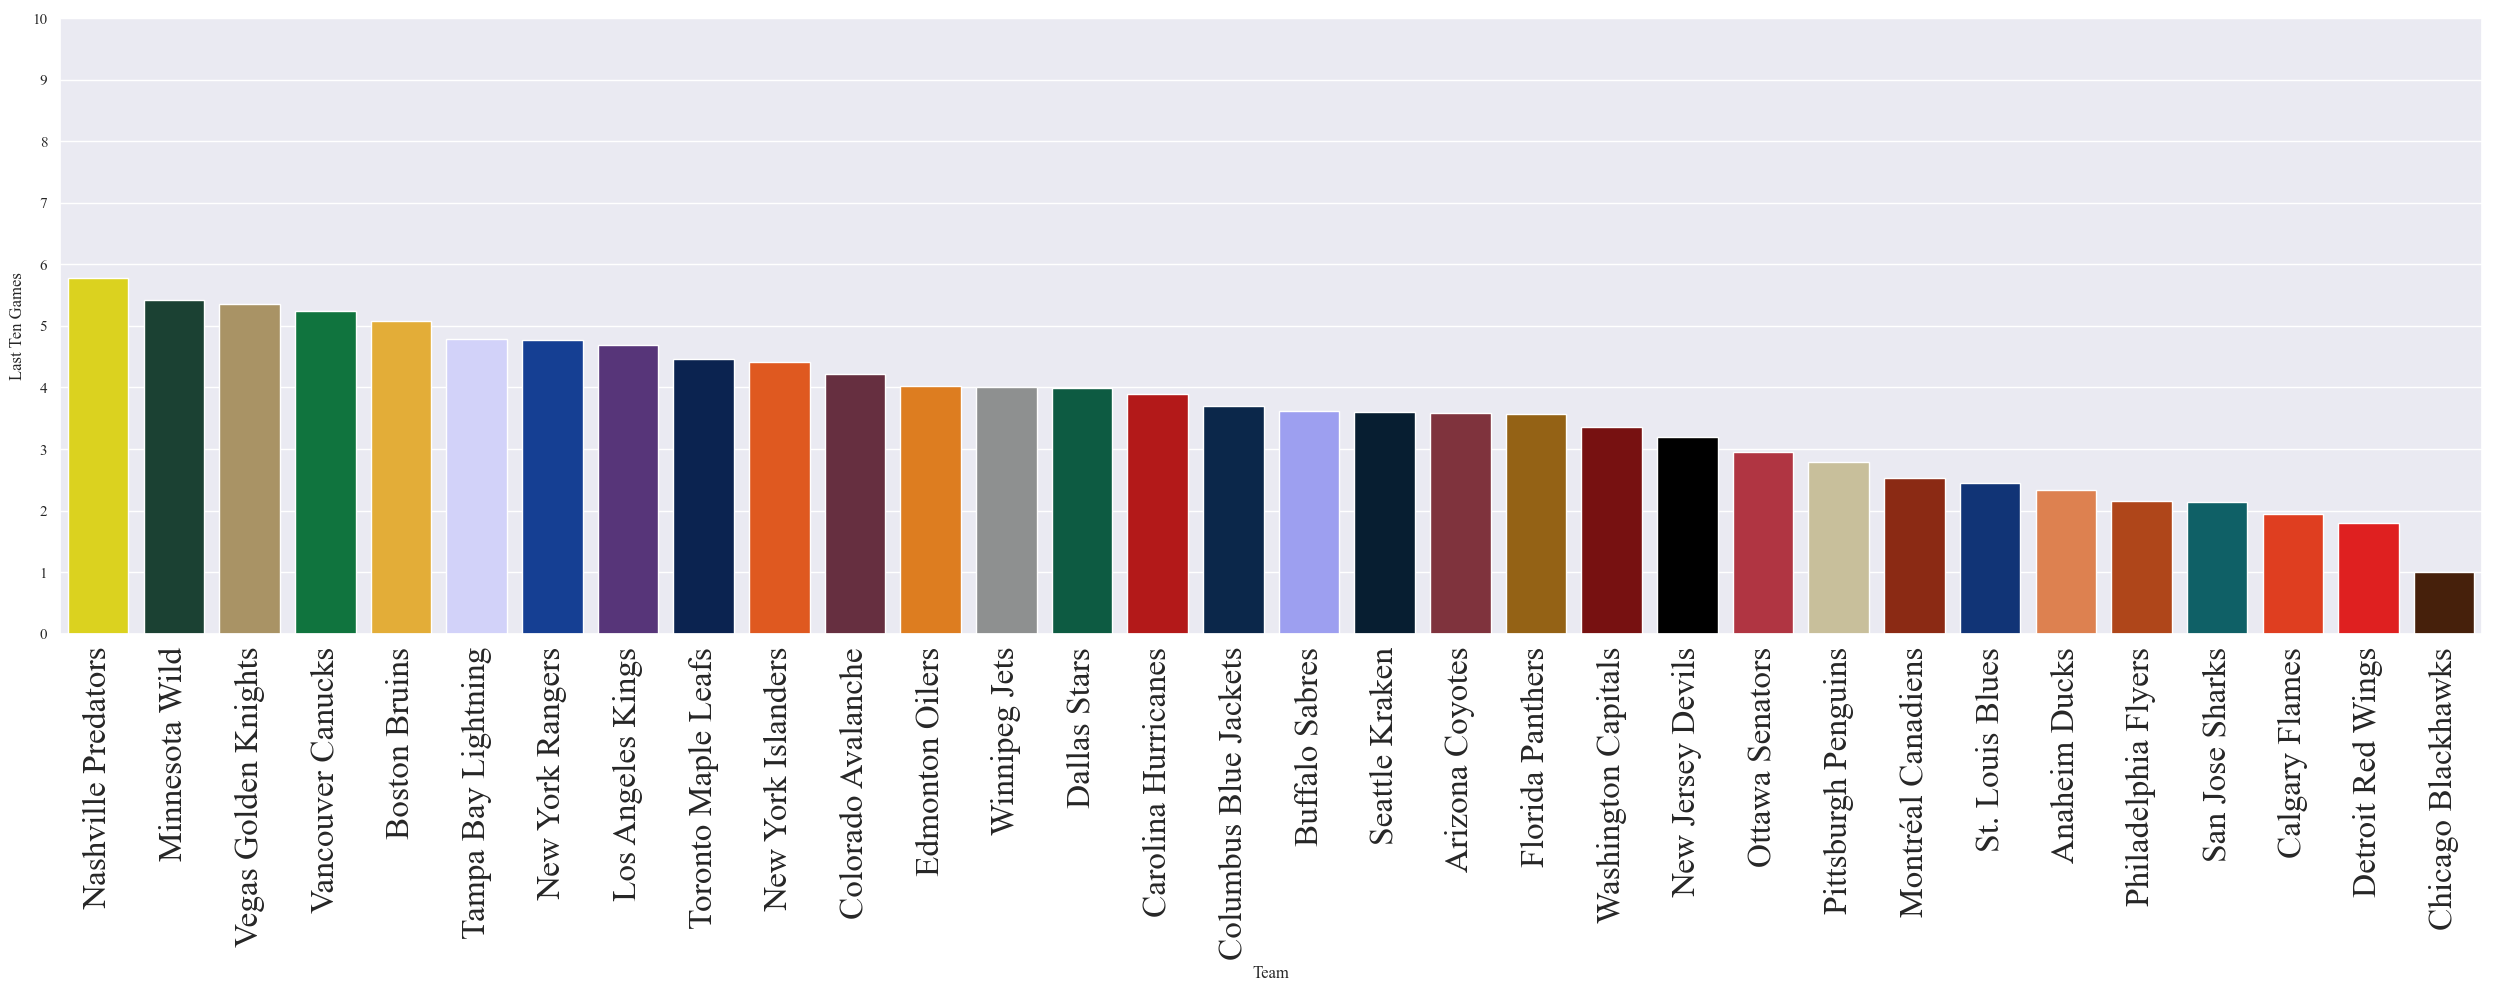 10
9
8
7
6
5
4
3
2
1
0
Last Ten Games
Nashville Predators
Minnesota Wild
Vegas Golden Knights
Vancouver Canucks
Boston Bruins
Tampa Bay Lightning
New York Rangers
Los Angeles Kings
Toronto Maple Leafs
New York Islanders
Colorado Avalanche
Edmonton Oilers
Winnipeg Jets
Dallas Stars
Carolina Hurricanes
Columbus Blue Jackets
Buffalo Sabres
Seattle Kraken
Arizona Coyotes
Florida Panthers
Washington Capitals
New Jersey Devils
Ottawa Senators
Pittsburgh Penguins
Montréal Canadiens
St. Louis Blues
Anaheim Ducks
Philadelphia Flyers
San Jose Sharks
Calgary Flames
Detroit Red Wings
Chicago Blackhawks
Team